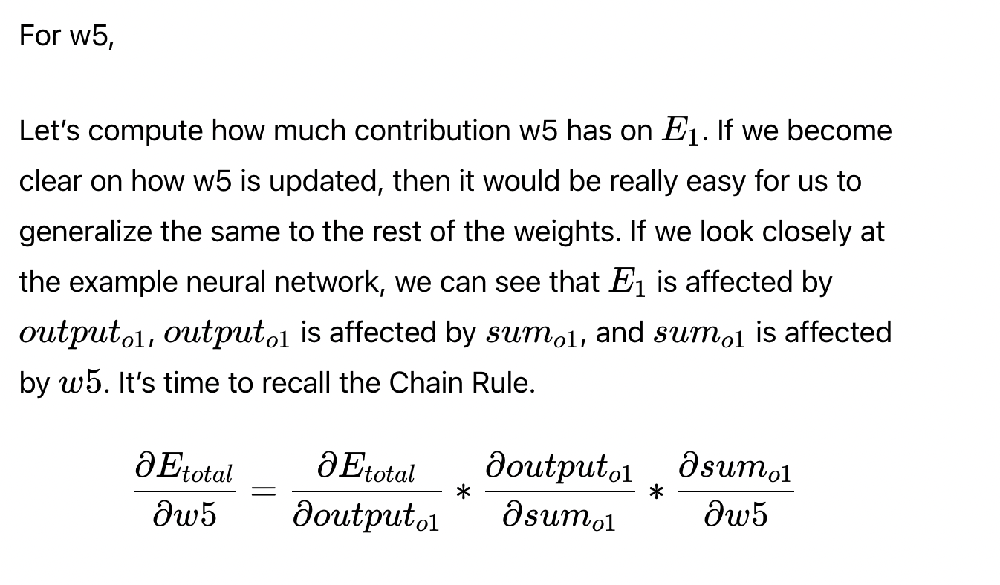 For w5,
Let’s compute how much contribution w5 has on $E_1$. If we become
clear on how w5 is updated, then it would be really easy for us to
generalize the same to the rest of the weights. If we look closely at
the example neural network, we can see that $E_1$ is affected by
$output_{o1}$, $output_{o1}$ is affected by $sum_{o1}$, and $sum_{o1}$ is affected
by $w5$. It’s time to recall the Chain Rule.
$\frac{\partial E_{total}}{\partial w5} = \frac{\partial E_{total}}{\partial output_{o1}} * \frac{\partial output_{o1}}{\partial sum_{o1}} * \frac{\partial sum_{o1}}{\partial w5}$